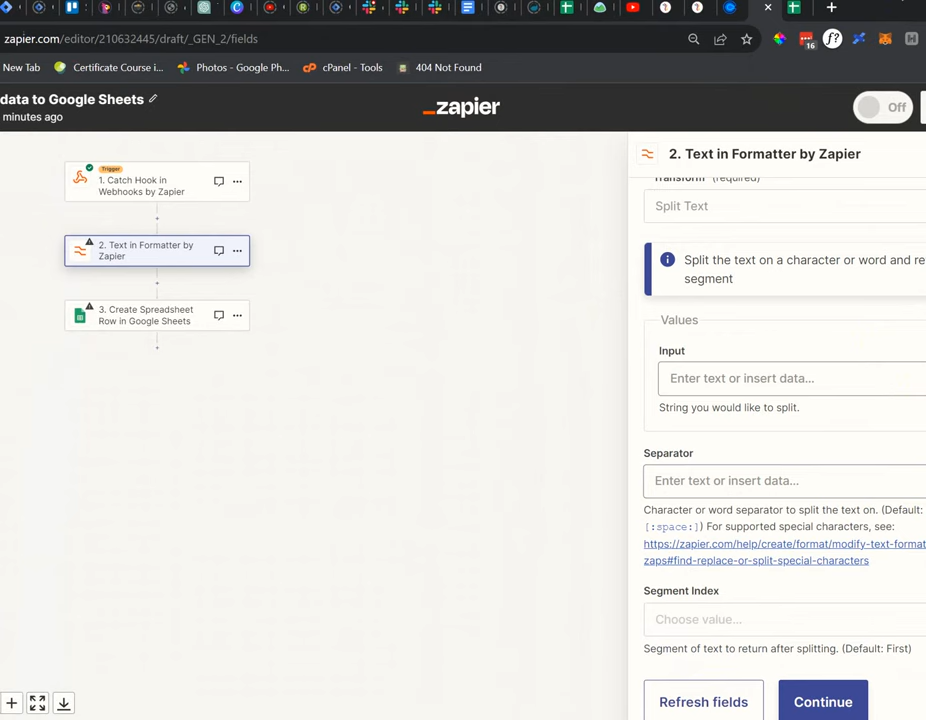 zapier.com/editor/210632445/draft/_GEN_2/fields
16
f?
New Tab
Certificate Course i...
Photos - Google Ph...
cPanel - Tools
404 Not Found
data to Google Sheets
minutes ago
_zapier
Off
Trigger
1. Catch Hook in
Webhooks by Zapier
2. Text in Formatter by
Zapier
3. Create Spreadsheet
Row in Google Sheets
2. Text in Formatter by Zapier
Transform (required)
Split Text
Split the text on a character or word and re
segment
Values
Input
Enter text or insert data...
String you would like to split.
Separator
Enter text or insert data...
Character or word separator to split the text on. (Default:
[:space:]) For supported special characters, see:
https://zapier.com/help/create/format/modify-text-format
zaps#find-replace-or-split-special-characters
Segment Index
Choose value...
Segment of text to return after splitting. (Default: First)
Refresh fields
Continue